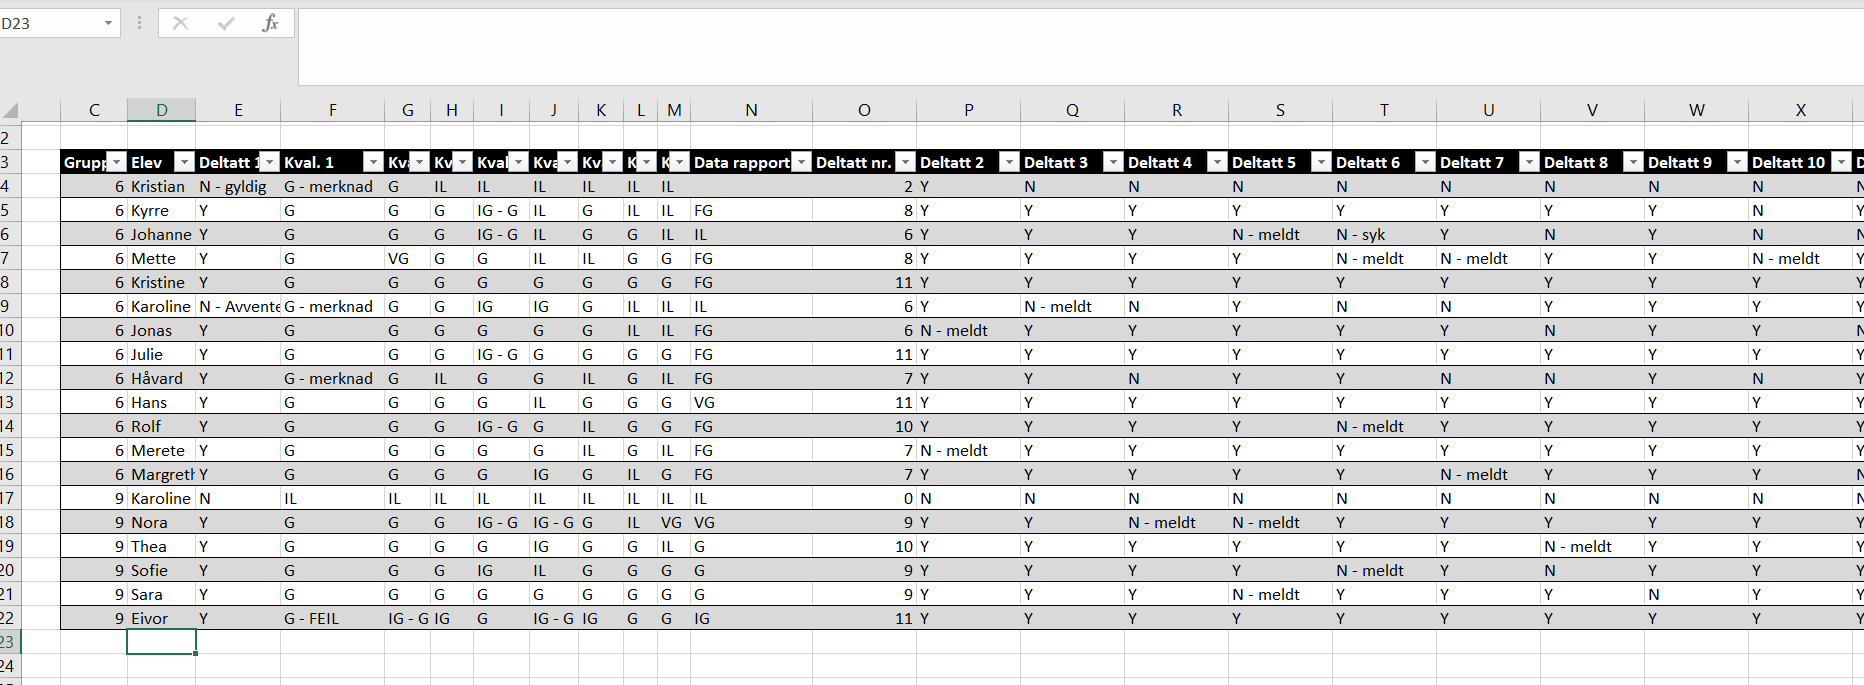 D23 fx
C D E F G H I J K L M N O P Q R S T U V W X
2
3 Grupp Elev Deltatt 1 Kval. 1 Kva Kv Kval Kva Kv K K Data rapport Deltatt nr. Deltatt 2 Deltatt 3 Deltatt 4 Deltatt 5 Deltatt 6 Deltatt 7 Deltatt 8 Deltatt 9 Deltatt 10 D
4 6 Kristian N - gyldig G - merknad G IL IL IL IL IL IL 2 Y N N N N N N N N N
5 6 Kyrre Y G G G IG - G IL G IL IL FG 8 Y Y Y Y Y Y Y Y N Y
6 6 Johanne Y G G G IG - G IL G G IL IL 6 Y Y Y N - meldt N - syk Y N Y N N
7 6 Mette Y G VG G G IL IL G G FG 8 Y Y Y Y N - meldt N - meldt Y Y N - meldt Y
8 6 Kristine Y G G G G G G G G FG 11 Y Y Y Y Y Y Y Y Y Y
9 6 Karoline N - Avvente G - merknad G G IG IG G IL IL IL 6 Y N - meldt N Y N N Y Y Y Y
10 6 Jonas Y G G G G G G IL IL FG 6 N - meldt Y Y Y Y Y N Y Y N
11 6 Julie Y G G G IG - G G G G G FG 11 Y Y Y Y Y Y Y Y Y Y
12 6 Håvard Y G - merknad G IL G G IL G IL FG 7 Y Y N Y Y N N Y N Y
13 6 Hans Y G G G G IL G G G VG 11 Y Y Y Y Y Y Y Y Y Y
14 6 Rolf Y G G G IG - G G IL G G FG 10 Y Y Y Y N - meldt Y Y Y Y Y
15 6 Merete Y G G G G G IL G IL FG 7 N - meldt Y Y Y Y Y Y Y Y Y
16 6 Margreth Y G G G G IG G IL G FG 7 Y Y Y Y Y N - meldt Y Y Y N
17 9 Karoline N IL IL IL IL IL IL IL IL IL 0 N N N N N N N N N N
18 9 Nora Y G G G IG - G IG - G G IL VG VG 9 Y Y N - meldt N - meldt Y Y Y Y Y Y
19 9 Thea Y G G G G IG G G IL G 10 Y Y Y Y Y Y N - meldt Y Y Y
20 9 Sofie Y G G G IG IL G G G G 9 Y Y Y Y N - meldt Y N Y Y Y
21 9 Sara Y G G G G G G G G G 9 Y Y Y N - meldt Y Y Y N Y Y
22 9 Eivor Y G - FEIL IG - G IG G IG - G IG G G IG 11 Y Y Y Y Y Y Y Y Y Y
23
24